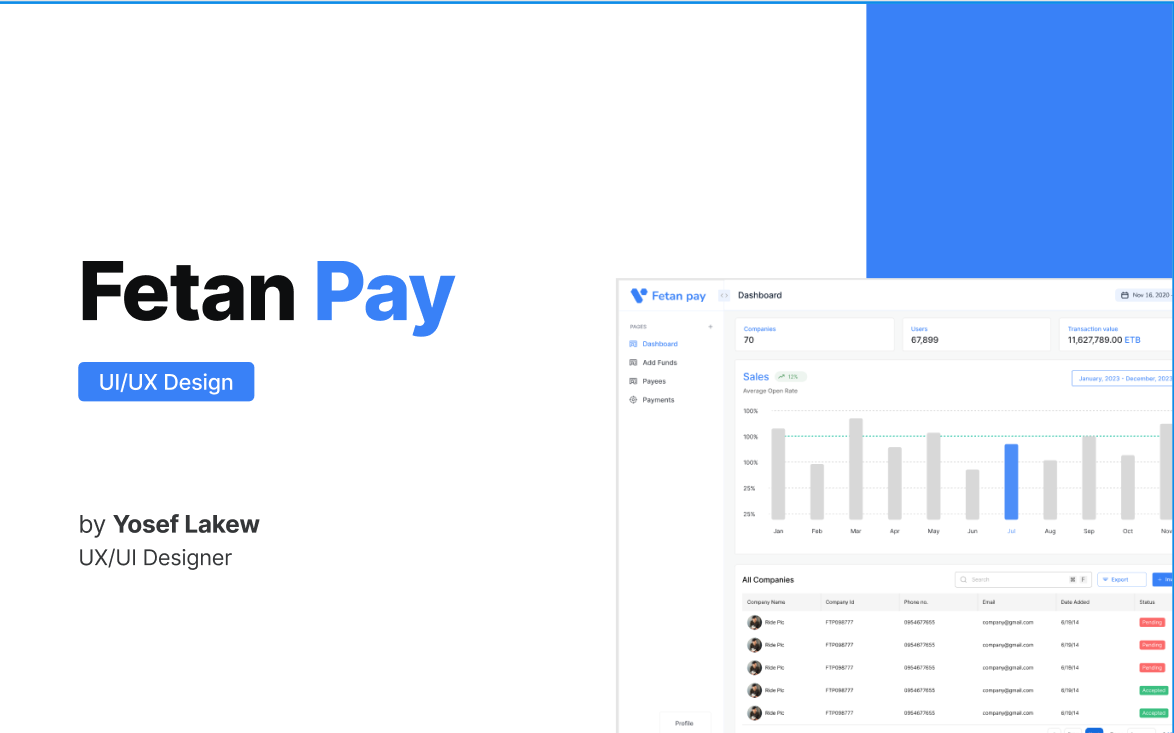 Fetan Pay
UI/UX Design
by Yosef Lakew
UX/UI Designer
Fetan pay
Dashboard
Nov 16, 2020
PAGES
Dashboard
Add Funds
Payees
Payments
Profile
Companies
70
Users
67,899
Transaction value
11,627,789.00 ETB
Sales 12%
Average Open Rate
January, 2023 - December, 2023
100%
100%
100%
25%
25%
Jan Feb Mar Apr May Jun Jul Aug Sep Oct Nov
All Companies
Search ⌘ F
Export
Company Name Company Id Phone no. Email Date Added Status
Ride Plc FTP098777 0954677655 company@gmail.com 6/19/14 Pending
Ride Plc FTP098777 0954677655 company@gmail.com 6/19/14 Pending
Ride Plc FTP098777 0954677655 company@gmail.com 6/19/14 Pending
Ride Plc FTP098777 0954677655 company@gmail.com 6/19/14 Accepted
Ride Plc FTP098777 0954677655 company@gmail.com 6/19/14 Accepted